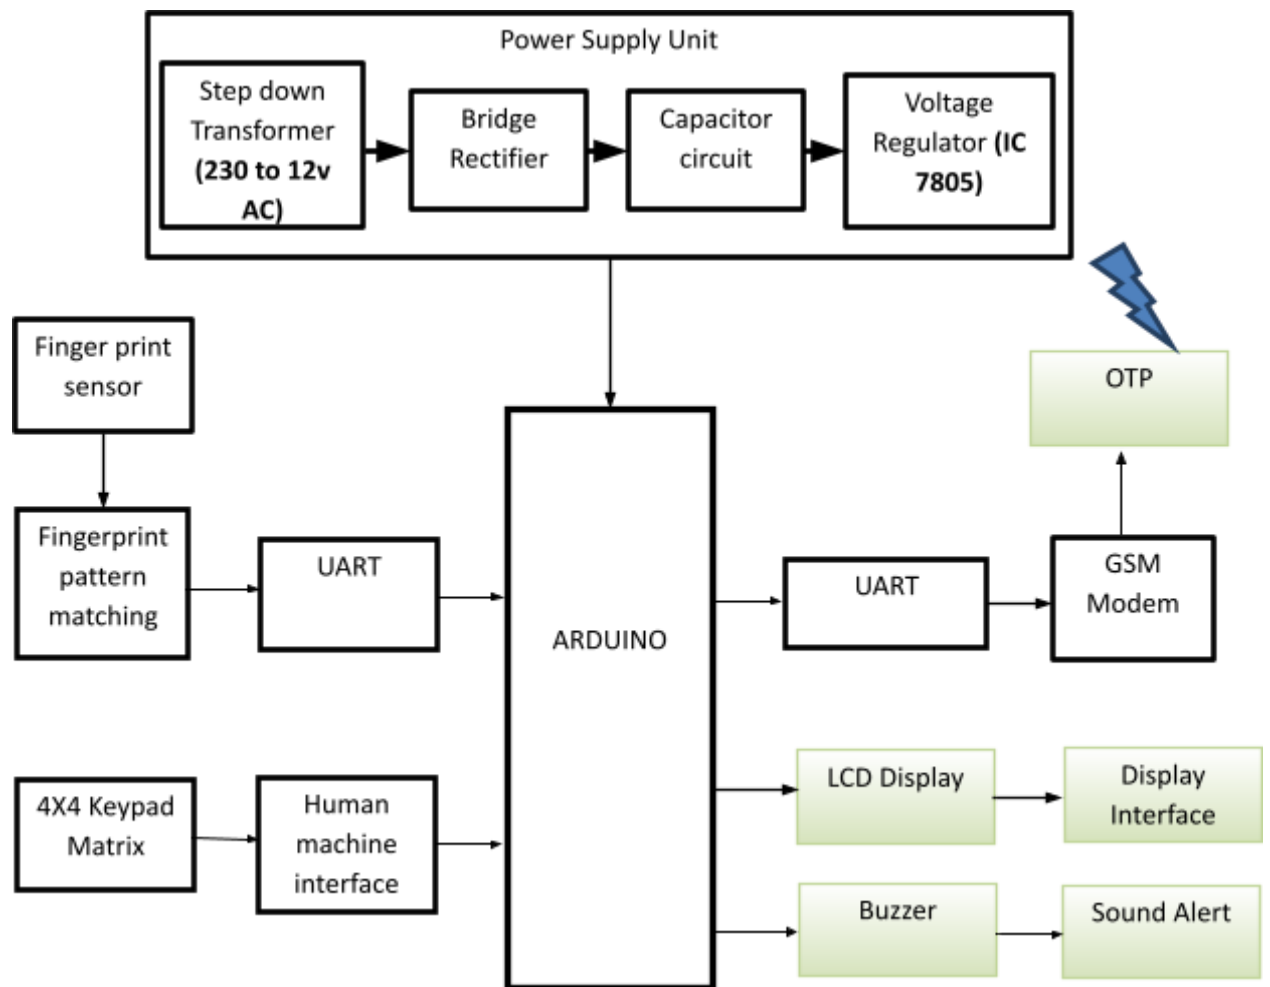 Power Supply Unit
Step down
Transformer
(230 to 12v
AC)
Bridge
Rectifier
Capacitor
circuit
Voltage
Regulator (IC
7805)
Finger print
sensor
OTP
Fingerprint
pattern
matching
UART
ARDUINO
UART
GSM
Modem
4X4 Keypad
Matrix
Human
machine
interface
LCD Display
Display
Interface
Buzzer
Sound Alert